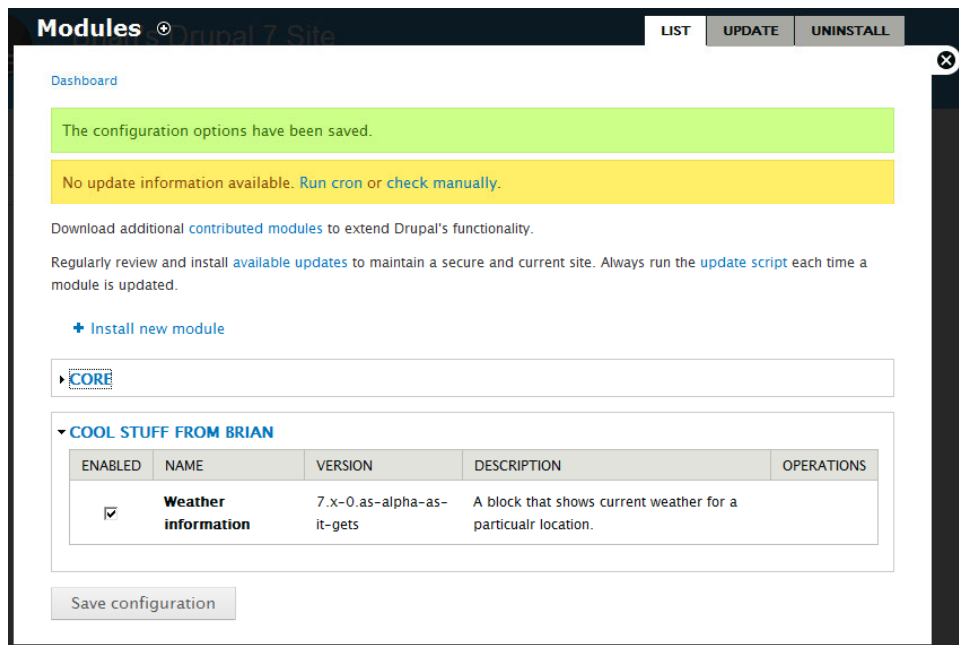 Modules
Brian's Drupal 7 Site
LIST
UPDATE
UNINSTALL
Dashboard
The configuration options have been saved.
No update information available. Run cron or check manually.
Download additional contributed modules to extend Drupal's functionality.
Regularly review and install available updates to maintain a secure and current site. Always run the update script each time a
module is updated.
+ Install new module
CORE
COOL STUFF FROM BRIAN
ENABLED NAME VERSION DESCRIPTION OPERATIONS
Weather 7.x-0.as-alpha-as- A block that shows current weather for a
information it-gets particualr location.
Save configuration